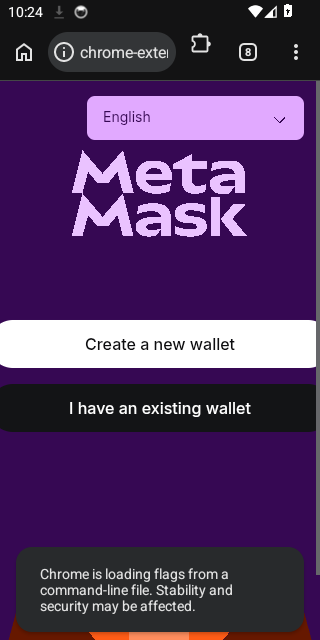 10:24
chrome-exter
8
English
Meta
Mask
Create a new wallet
I have an existing wallet
Chrome is loading flags from a
command-line file. Stability and
security may be affected.